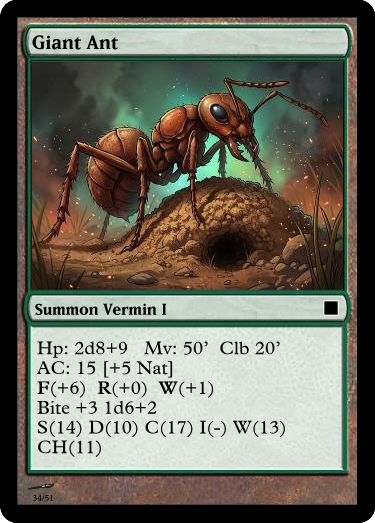 Giant Ant
Summon Vermin I
Hp: 2d8+9 Mv: 50' Clb 20'
AC: 15 [+5 Nat]
F(+6) R(+0) W(+1)
Bite +3 1d6+2
S(14) D(10) C(17) I(-) W(13)
CH(11)
34/51